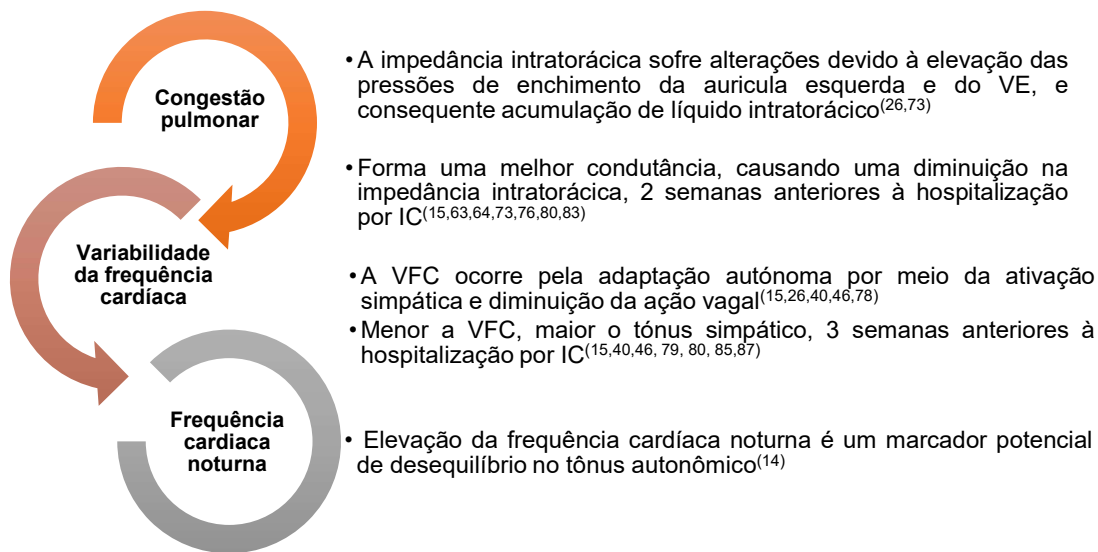 Congestão
pulmonar
• A impedância intratorácica sofre alterações devido à elevação das
pressões de enchimento da auricula esquerda e do VE, e
consequente acumulação de líquido intratorácico(26,73)
• Forma uma melhor condutância, causando uma diminuição na
impedância intratorácica, 2 semanas anteriores à hospitalização
por IC(15,63,64,73,76,80,83)
Variabilidade
da frequência
cardíaca
• A VFC ocorre pela adaptação autónoma por meio da ativação
simpática e diminuição da ação vagal(15,26,40,46,78)
• Menor a VFC, maior o tónus simpático, 3 semanas anteriores à
hospitalização por IC(15,40,46, 79, 80, 85,87)
Frequência
cardiaca
noturna
• Elevação da frequência cardíaca noturna é um marcador potencial
de desequilíbrio no tônus autonômico(14)